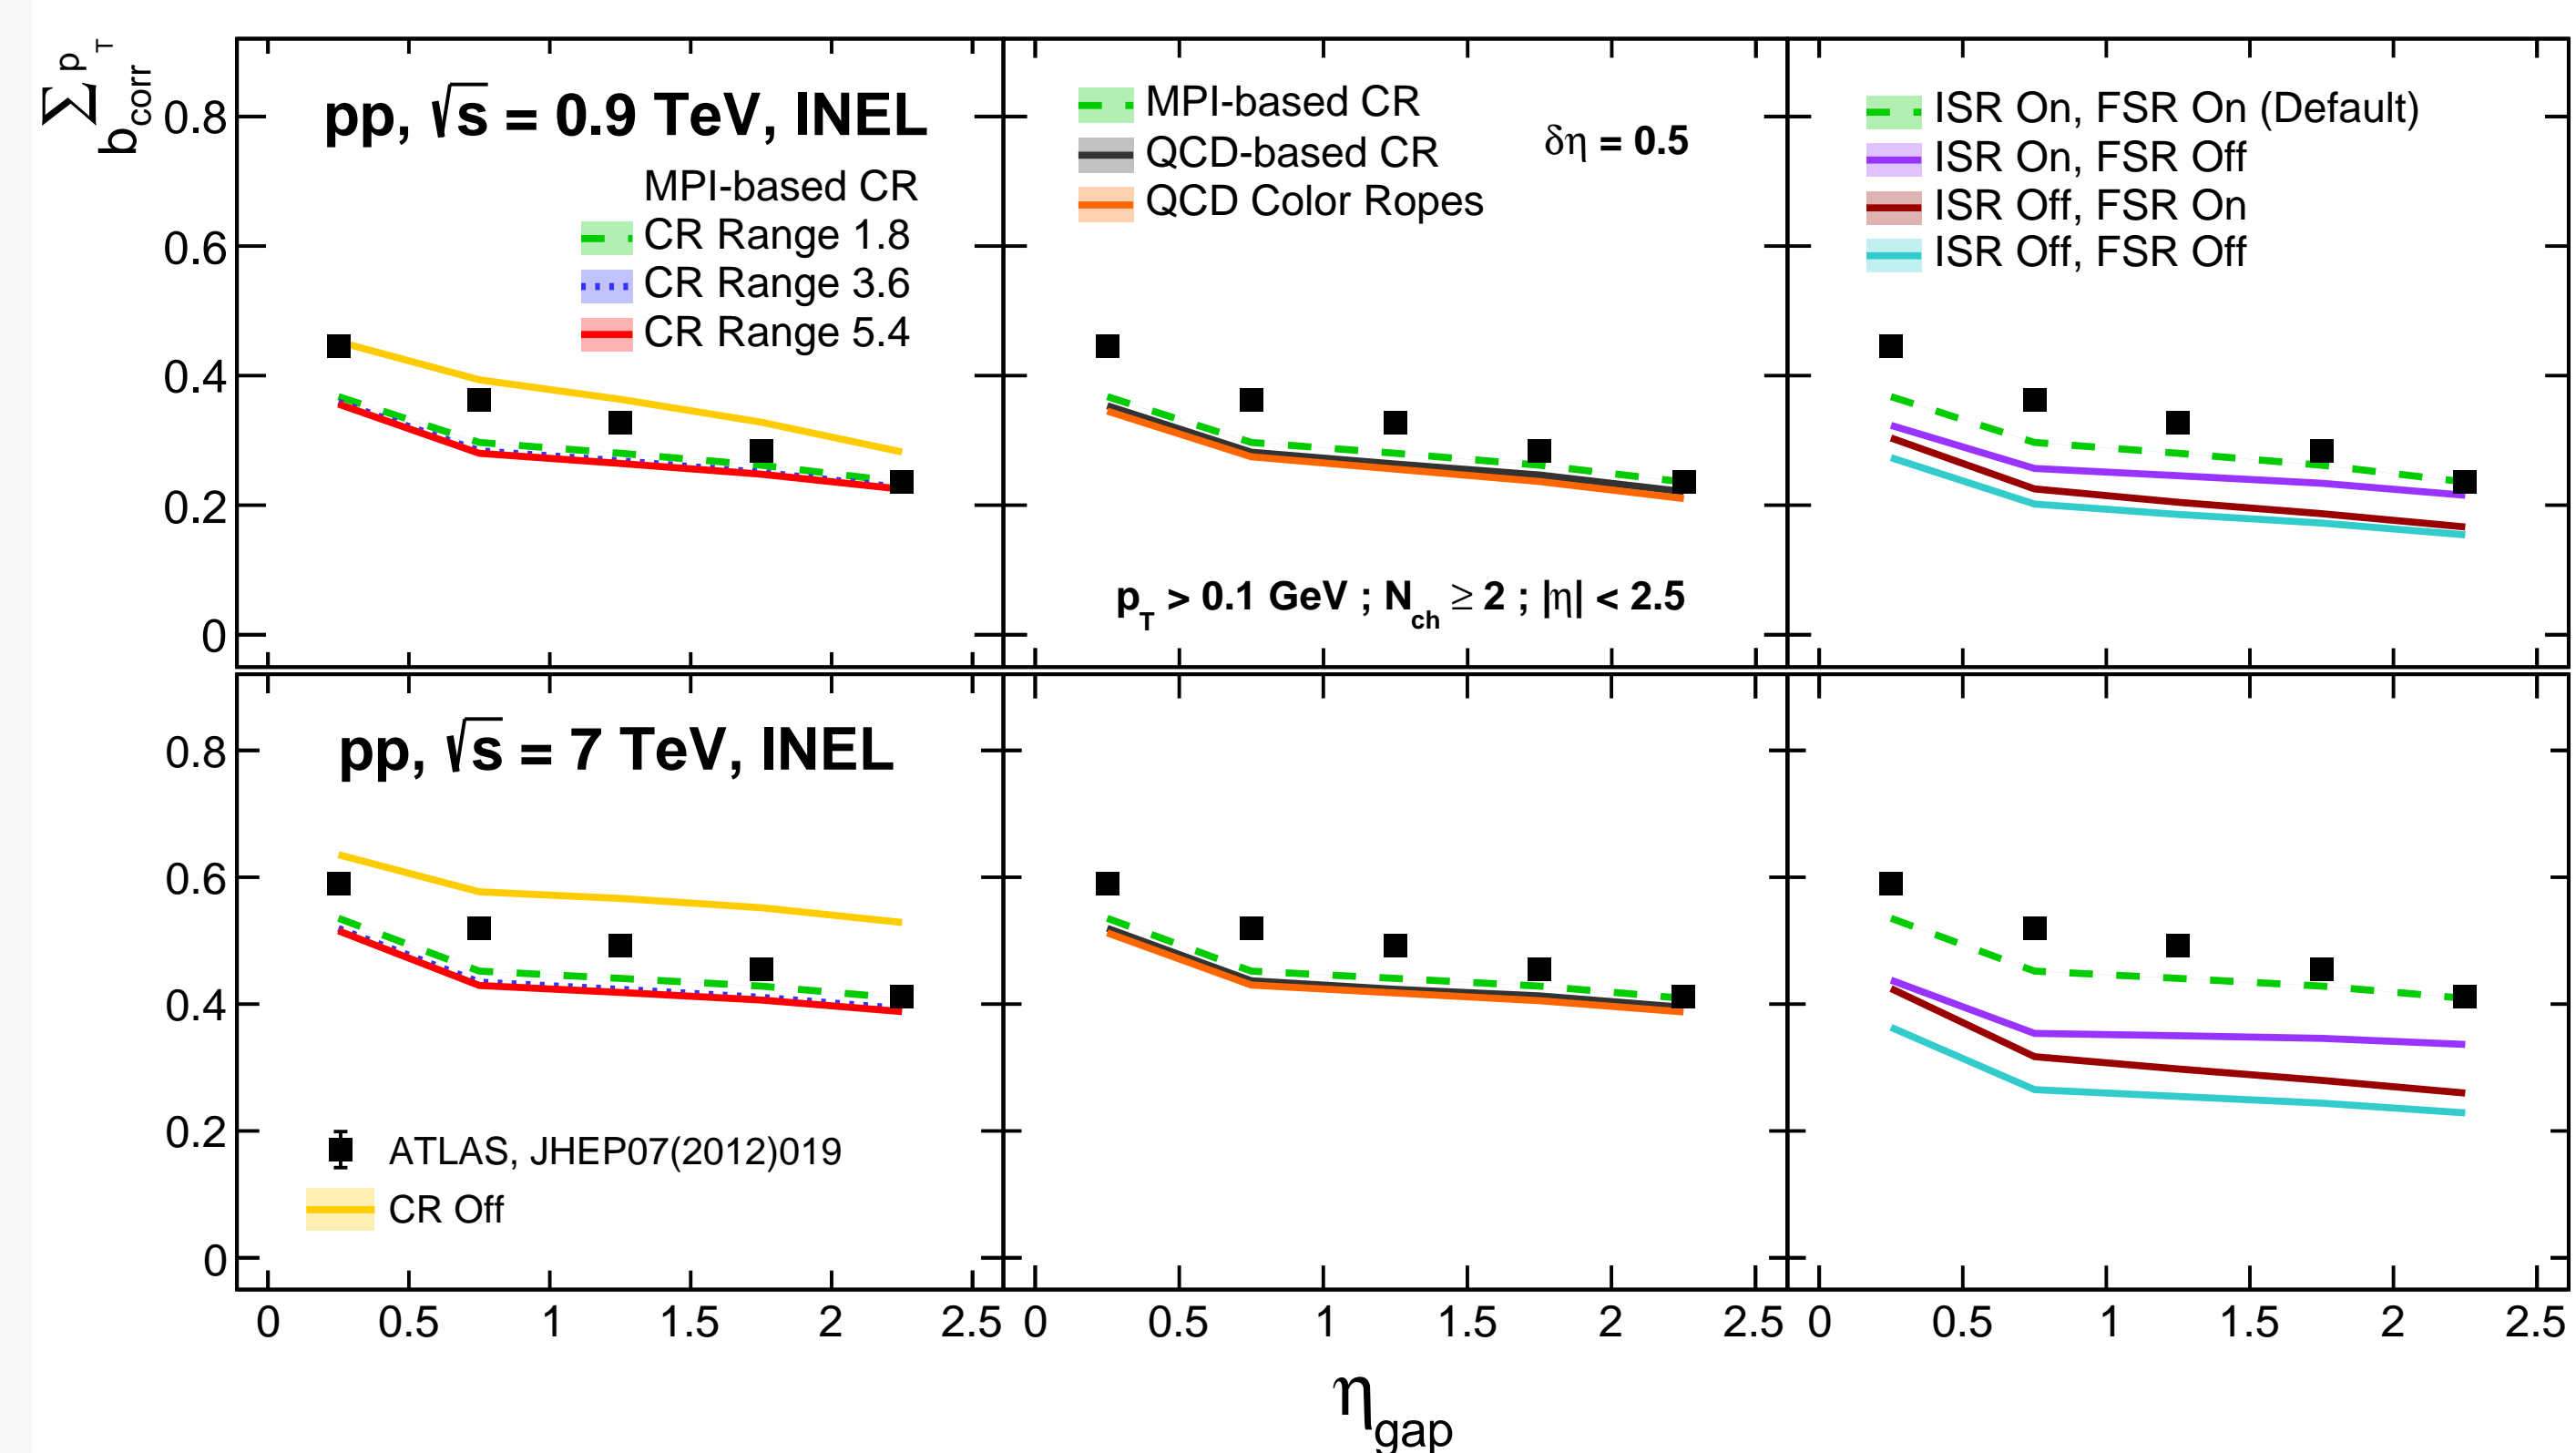 b_corr^Σ p_T
pp, √s = 0.9 TeV, INEL
MPI-based CR
CR Range 1.8
CR Range 3.6
CR Range 5.4
0.8
0.6
0.4
0.2
0
MPI-based CR
QCD-based CR
QCD Color Ropes
δη = 0.5
p_T > 0.1 GeV ; N_ch ≥ 2 ; |η| < 2.5
ISR On, FSR On (Default)
ISR On, FSR Off
ISR Off, FSR On
ISR Off, FSR Off
pp, √s = 7 TeV, INEL
0.8
0.6
0.4
0.2
0
ATLAS, JHEP07(2012)019
CR Off
0 0.5 1 1.5 2 2.5 0 0.5 1 1.5 2 2.5 0 0.5 1 1.5 2 2.5
η_gap